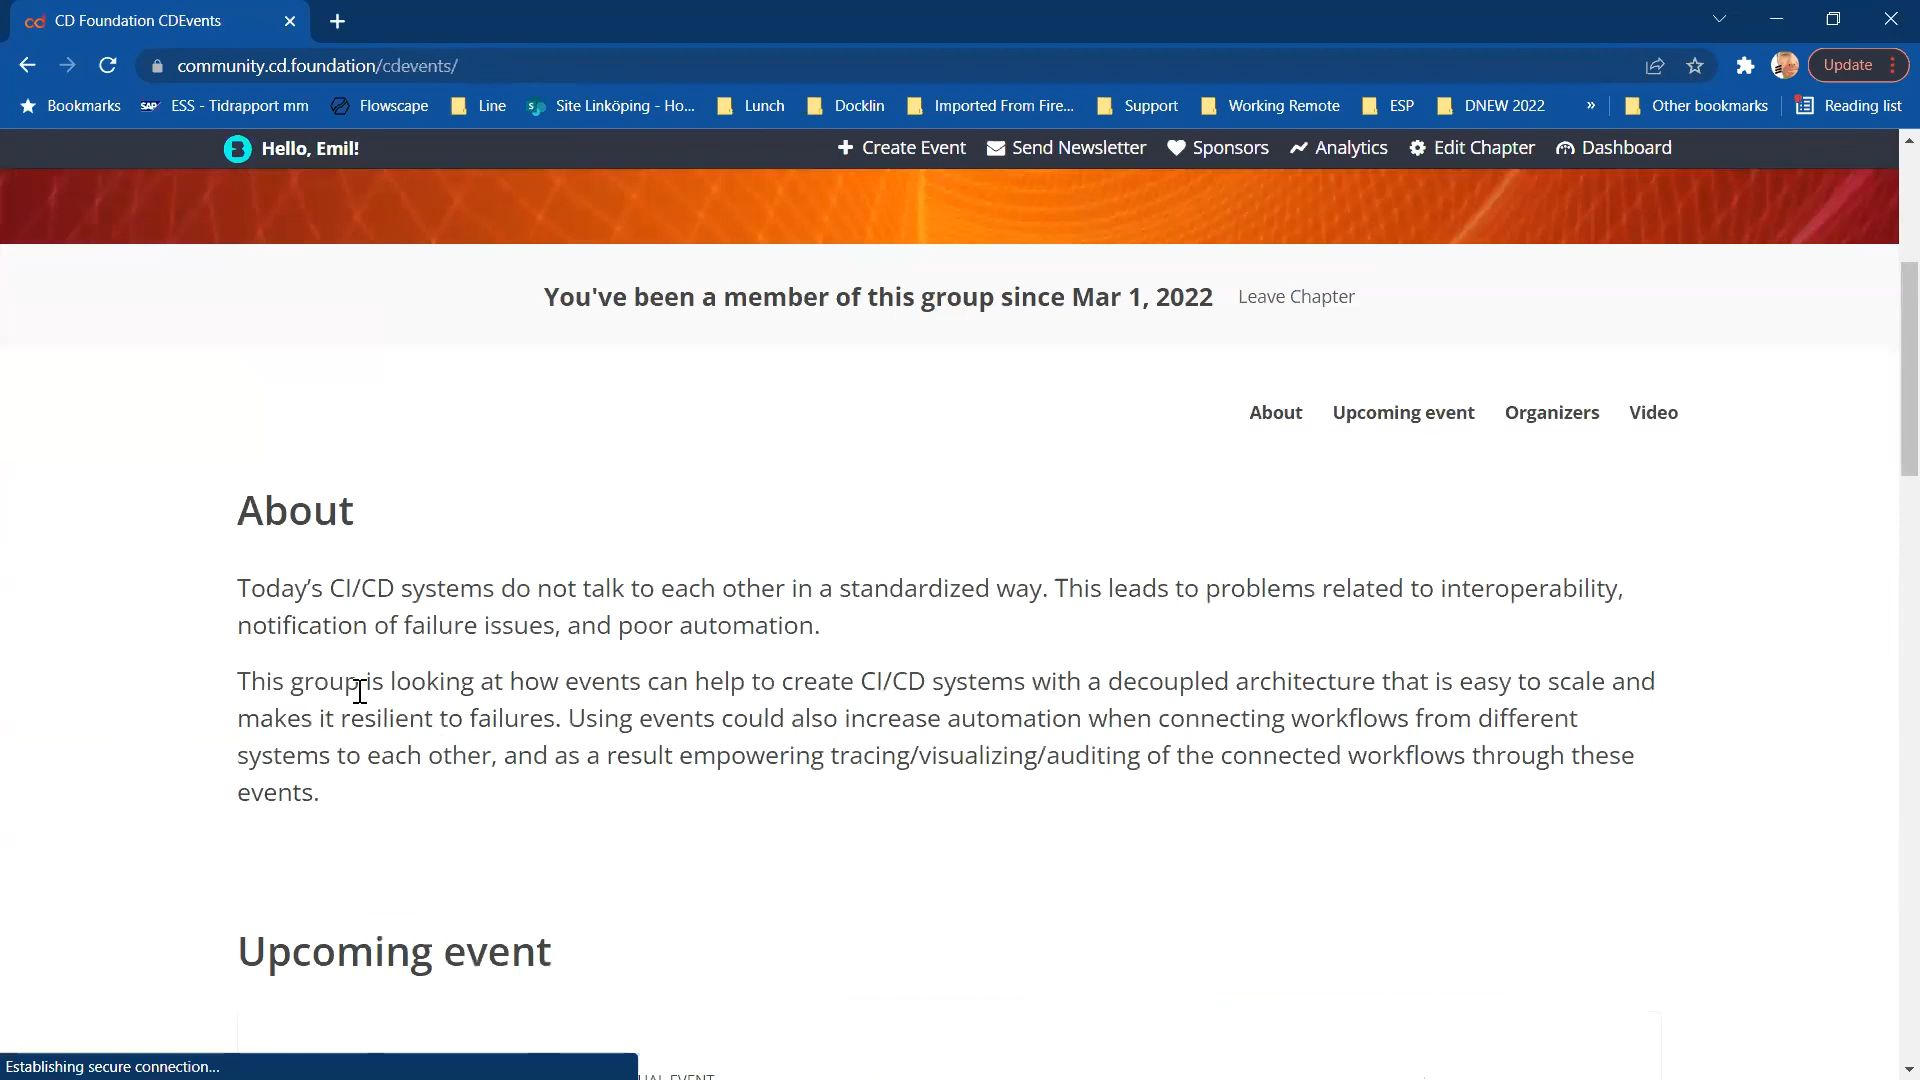 CD Foundation CDEvents
community.cd.foundation/cdevents/
Update
Bookmarks
ESS - Tidrapport mm
Flowscape
Line
Site Linköping - Ho...
Lunch
Docklin
Imported From Fire...
Support
Working Remote
ESP
DNEW 2022
»
Other bookmarks
Reading list
Hello, Emil!
Create Event
Send Newsletter
Sponsors
Analytics
Edit Chapter
Dashboard
You've been a member of this group since Mar 1, 2022
Leave Chapter
About
Upcoming event
Organizers
Video
About
Today’s CI/CD systems do not talk to each other in a standardized way. This leads to problems related to interoperability,
notification of failure issues, and poor automation.
This group is looking at how events can help to create CI/CD systems with a decoupled architecture that is easy to scale and
makes it resilient to failures. Using events could also increase automation when connecting workflows from different
systems to each other, and as a result empowering tracing/visualizing/auditing of the connected workflows through these
events.
Upcoming event
EVENT
Establishing secure connection...